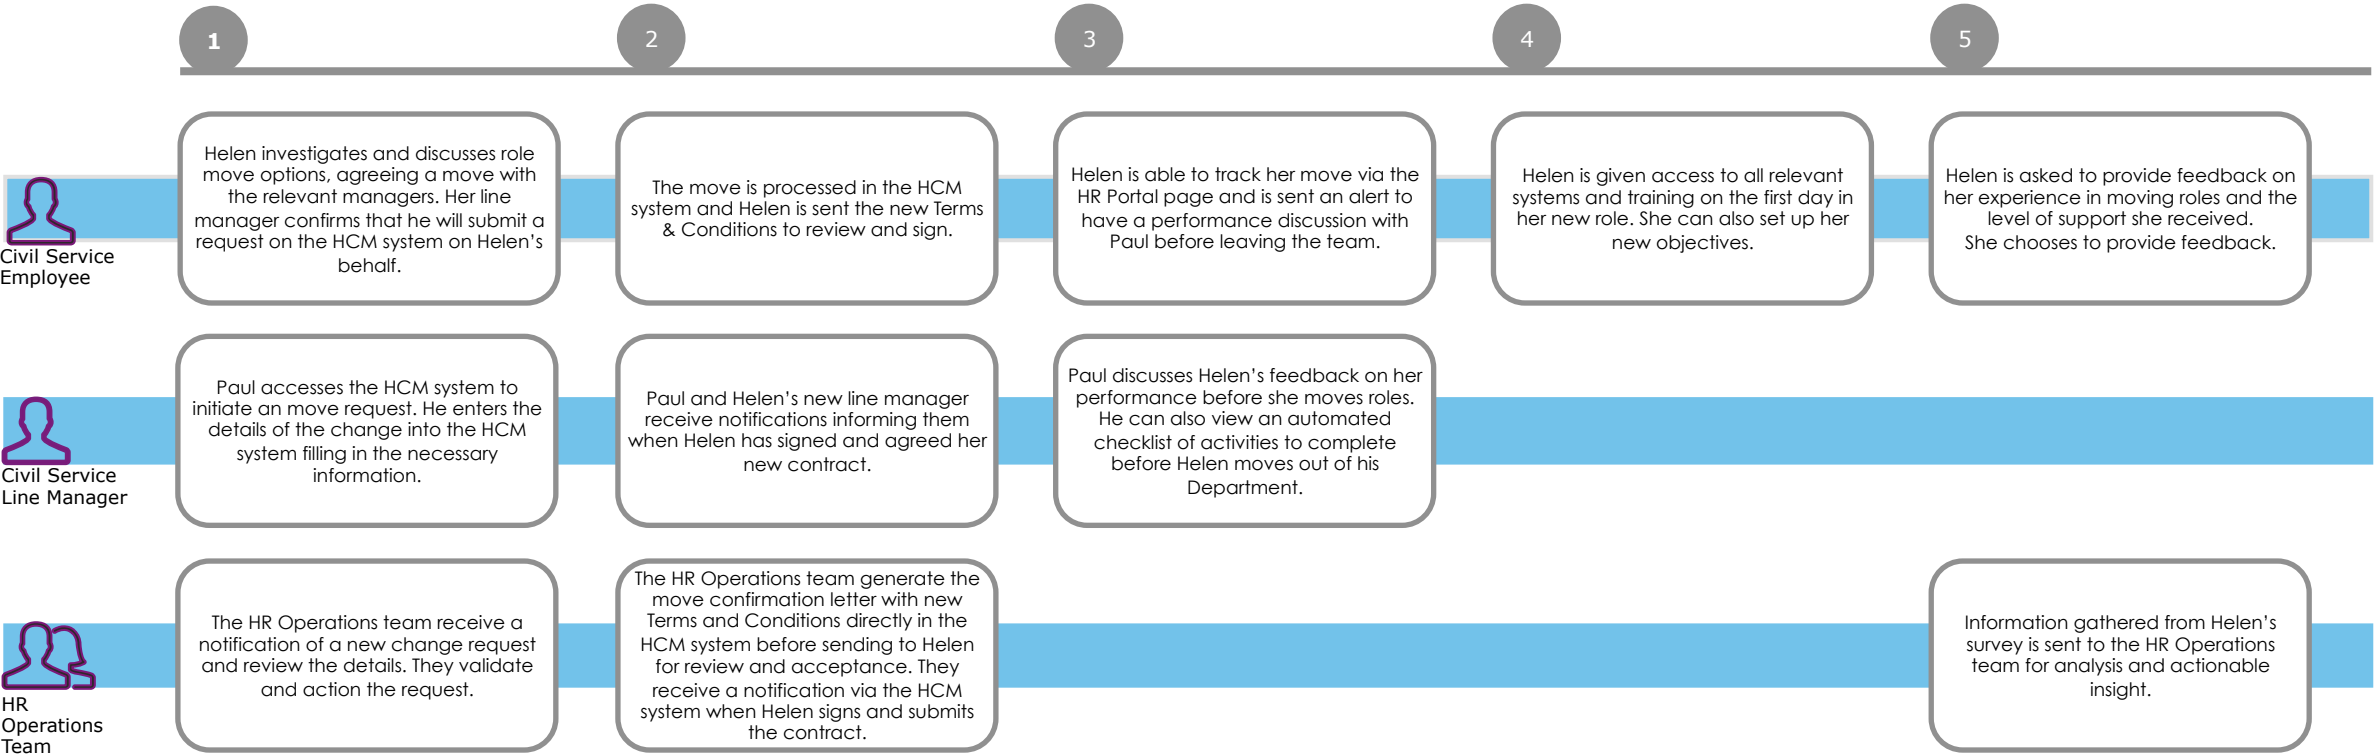 1
2
3
4
5
Helen investigates and discusses role
move options, agreeing a move with
the relevant managers. Her line
manager confirms that he will submit a
request on the HCM system on Helen’s
behalf.
The move is processed in the HCM
system and Helen is sent the new Terms
& Conditions to review and sign.
Helen is able to track her move via the
HR Portal page and is sent an alert to
have a performance discussion with
Paul before leaving the team.
Helen is given access to all relevant
systems and training on the first day in
her new role. She can also set up her
new objectives.
Helen is asked to provide feedback on
her experience in moving roles and the
level of support she received.
She chooses to provide feedback.
Civil Service
Employee
Paul accesses the HCM system to
initiate an move request. He enters the
details of the change into the HCM
system filling in the necessary
information.
Paul and Helen’s new line manager
receive notifications informing them
when Helen has signed and agreed her
new contract.
Paul discusses Helen’s feedback on her
performance before she moves roles.
He can also view an automated
checklist of activities to complete
before Helen moves out of his
Department.
Civil Service
Line Manager
The HR Operations team receive a
notification of a new change request
and review the details. They validate
and action the request.
The HR Operations team generate the
move confirmation letter with new
Terms and Conditions directly in the
HCM system before sending to Helen
for review and acceptance. They
receive a notification via the HCM
system when Helen signs and submits
the contract.
Information gathered from Helen’s
survey is sent to the HR Operations
team for analysis and actionable
insight.
HR
Operations
Team